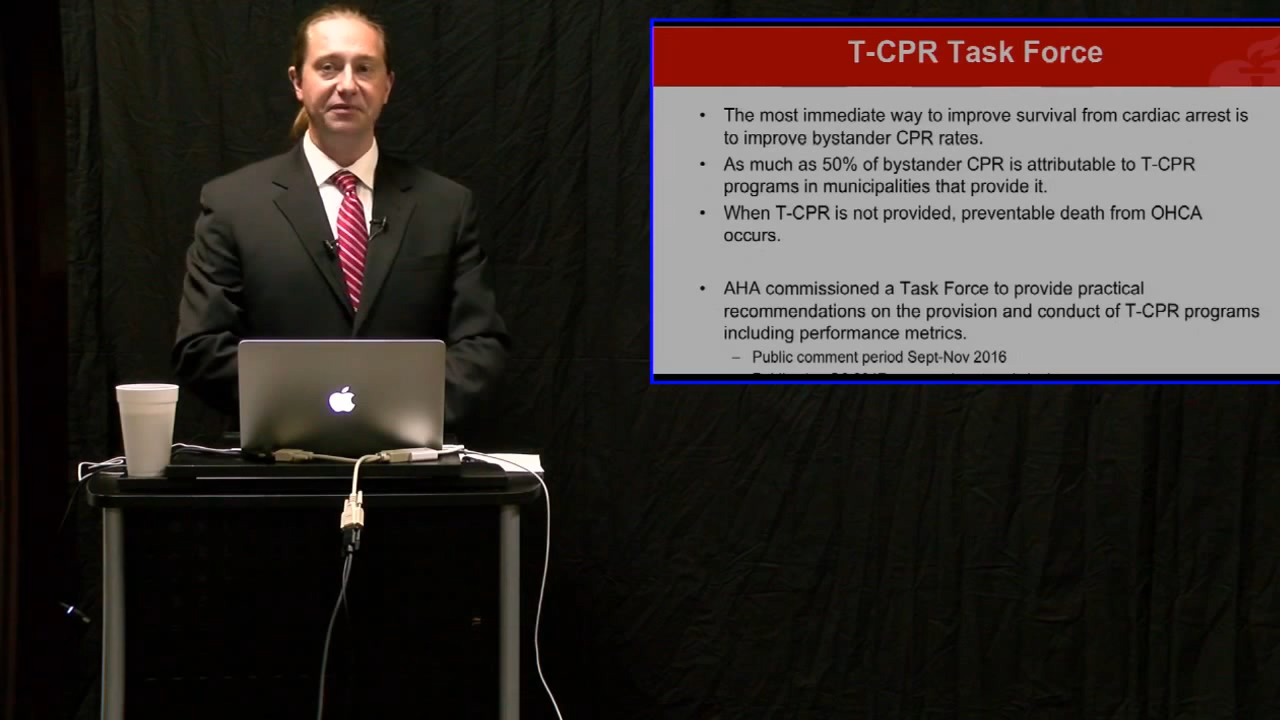 T-CPR Task Force
• The most immediate way to improve survival from cardiac arrest is
to improve bystander CPR rates.
• As much as 50% of bystander CPR is attributable to T-CPR
programs in municipalities that provide it.
• When T-CPR is not provided, preventable death from OHCA
occurs.
• AHA commissioned a Task Force to provide practical
recommendations on the provision and conduct of T-CPR programs
including performance metrics.
– Public comment period Sept-Nov 2016